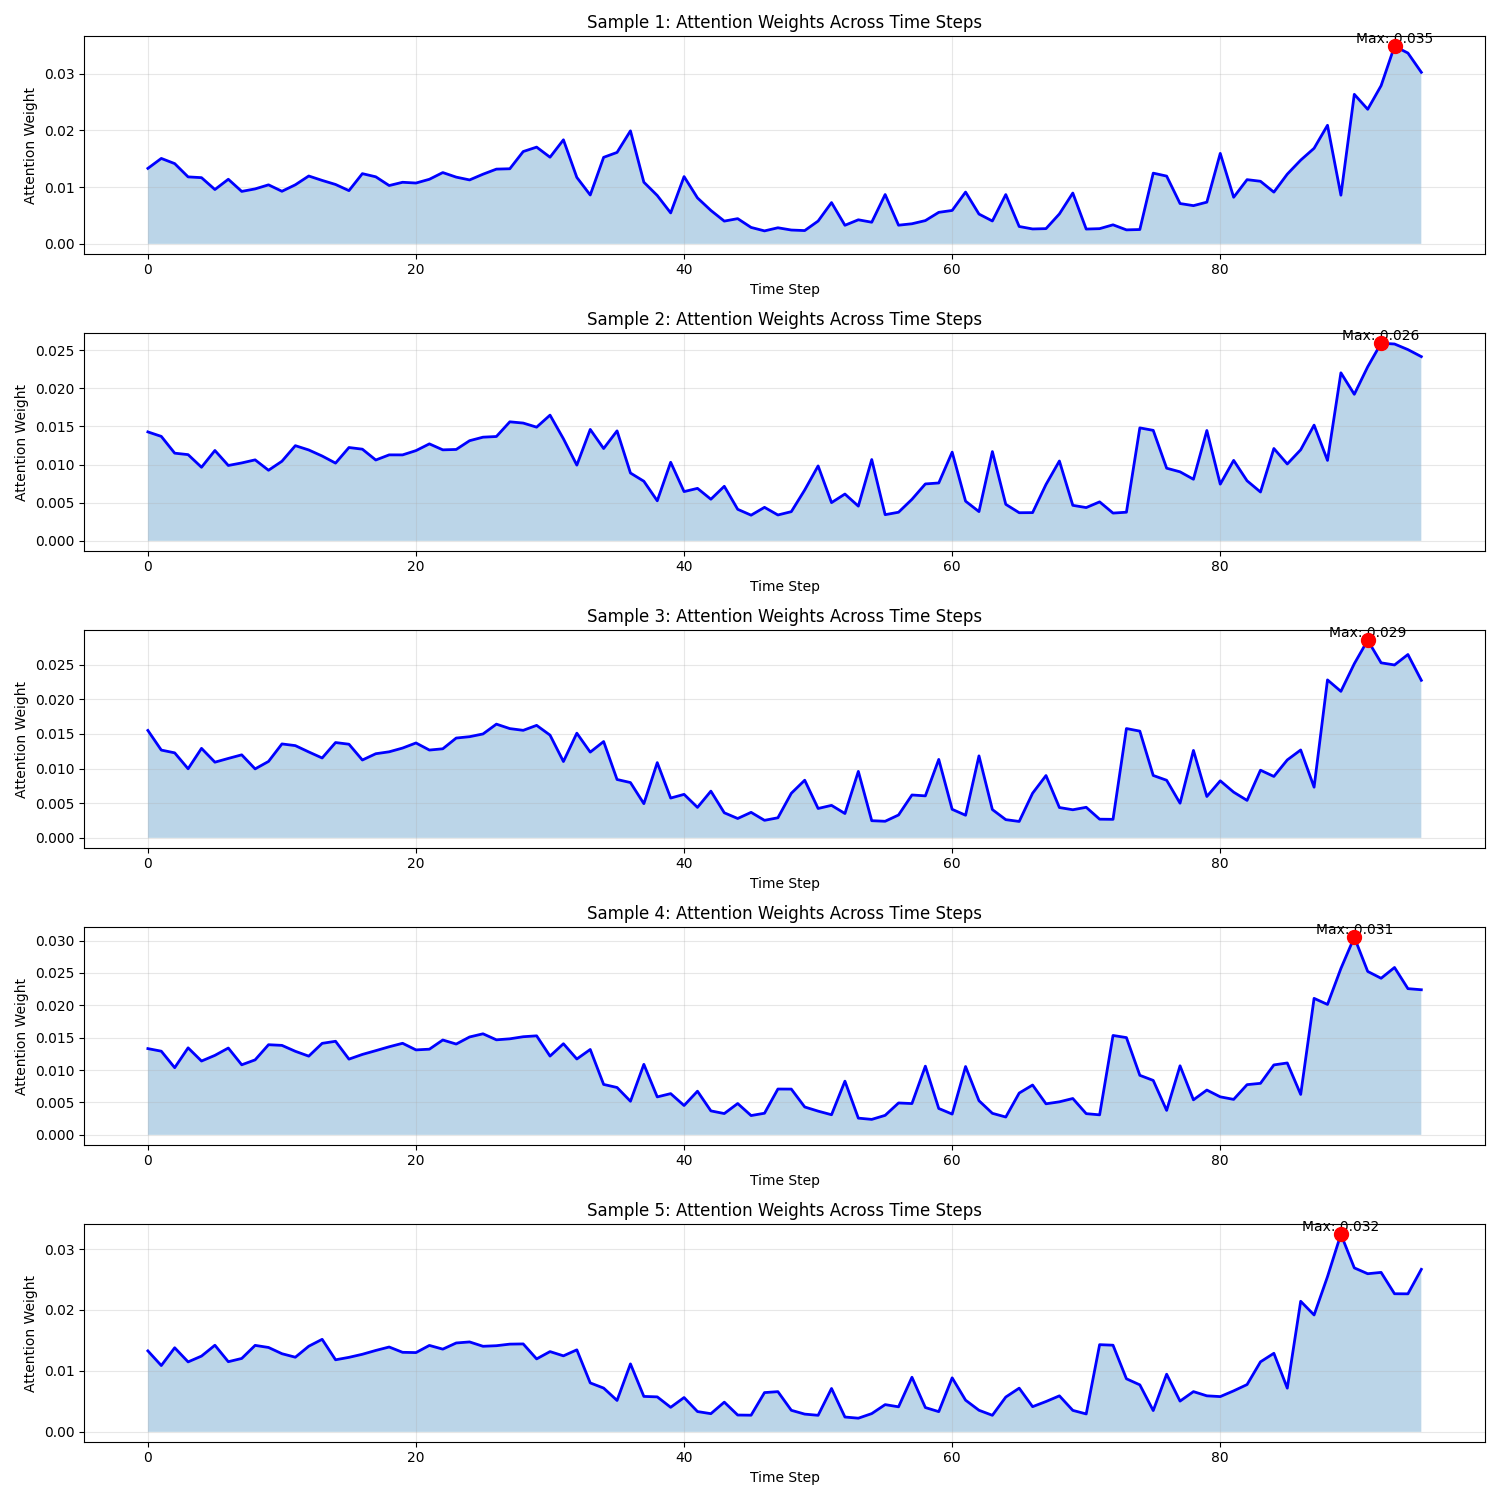 Sample 1: Attention Weights Across Time Steps
Max: 0.035
Attention Weight
0.03
0.02
0.01
0.00
0 20 40 60 80
Time Step
Sample 2: Attention Weights Across Time Steps
Max: 0.026
Attention Weight
0.025
0.020
0.015
0.010
0.005
0.000
0 20 40 60 80
Time Step
Sample 3: Attention Weights Across Time Steps
Max: 0.029
Attention Weight
0.025
0.020
0.015
0.010
0.005
0.000
0 20 40 60 80
Time Step
Sample 4: Attention Weights Across Time Steps
Max: 0.031
Attention Weight
0.030
0.025
0.020
0.015
0.010
0.005
0.000
0 20 40 60 80
Time Step
Sample 5: Attention Weights Across Time Steps
Max: 0.032
Attention Weight
0.03
0.02
0.01
0.00
0 20 40 60 80
Time Step